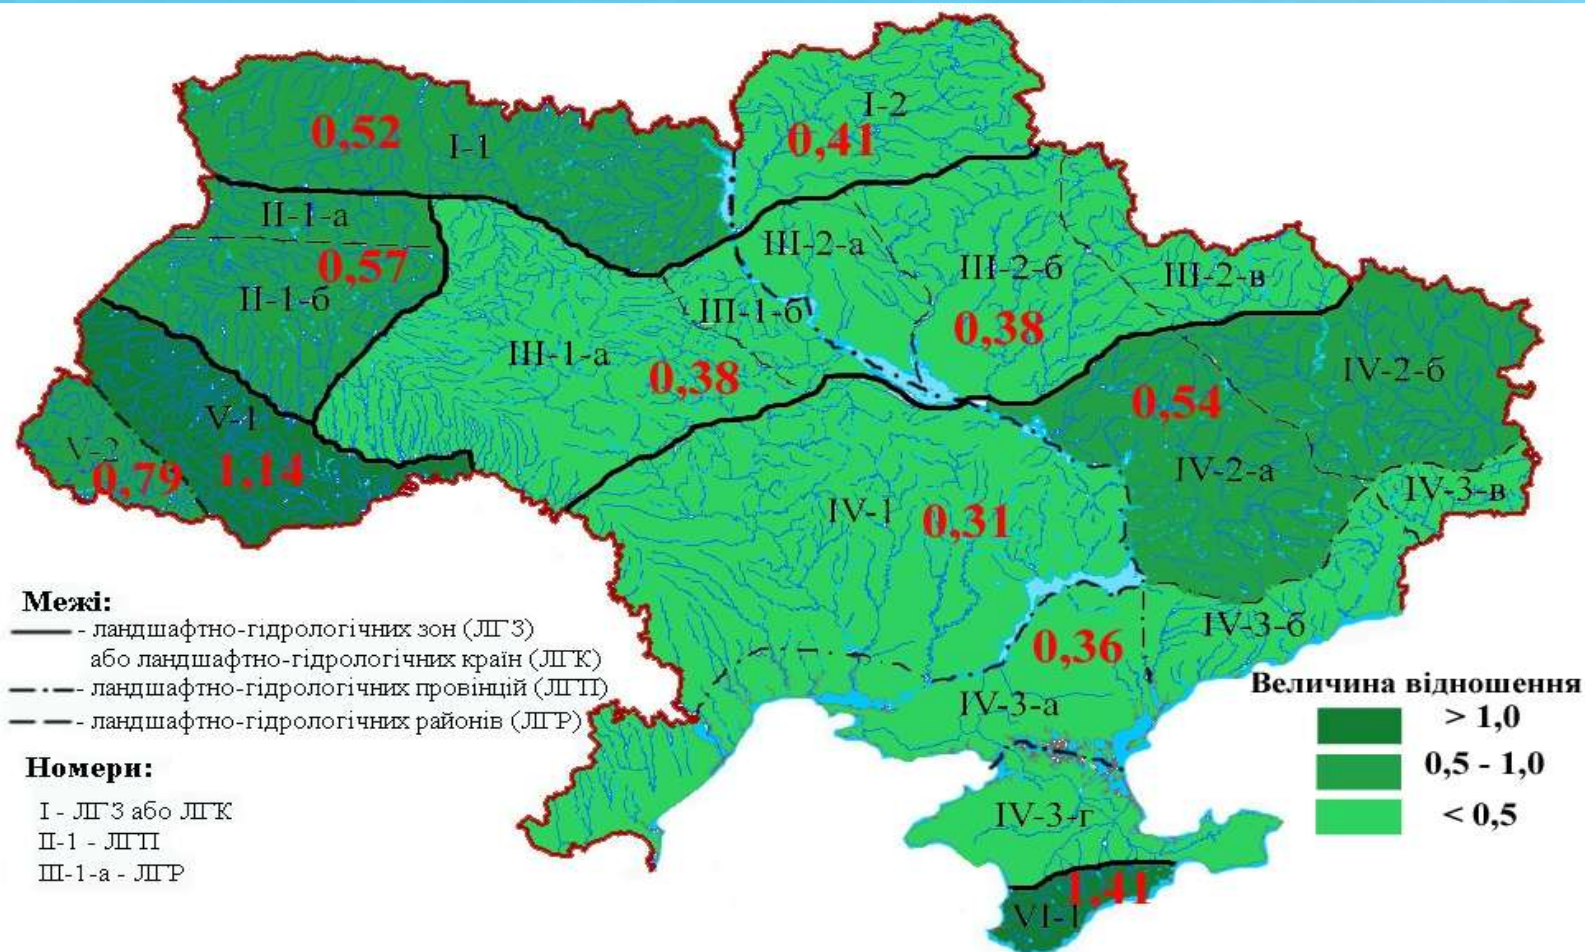 I-2
0,52
0,41
I-1
II-1-а
III-2-а
0,57
III-2-б
III-2-в
II-1-б
III-1-б
0,38
III-1-а
0,38
IV-2-б
0,54
V-1
V-2
0,79
1,14
IV-2-а
IV-3-в
IV-1
0,31
Межі:
- ландшафтно-гідрологічних зон (ЛГЗ)
або ландшафтно-гідрологічних країн (ЛГК)
- ландшафтно-гідрологічних провінцій (ЛГП)
- ландшафтно-гідрологічних районів (ЛГР)
IV-3-б
0,36
IV-3-а
Величина відношення
> 1,0
0,5 - 1,0
< 0,5
Номери:
I - ЛГЗ або ЛГК
II-1 - ЛГП
III-1-а - ЛГР
IV-3-г
1,41
VI-1